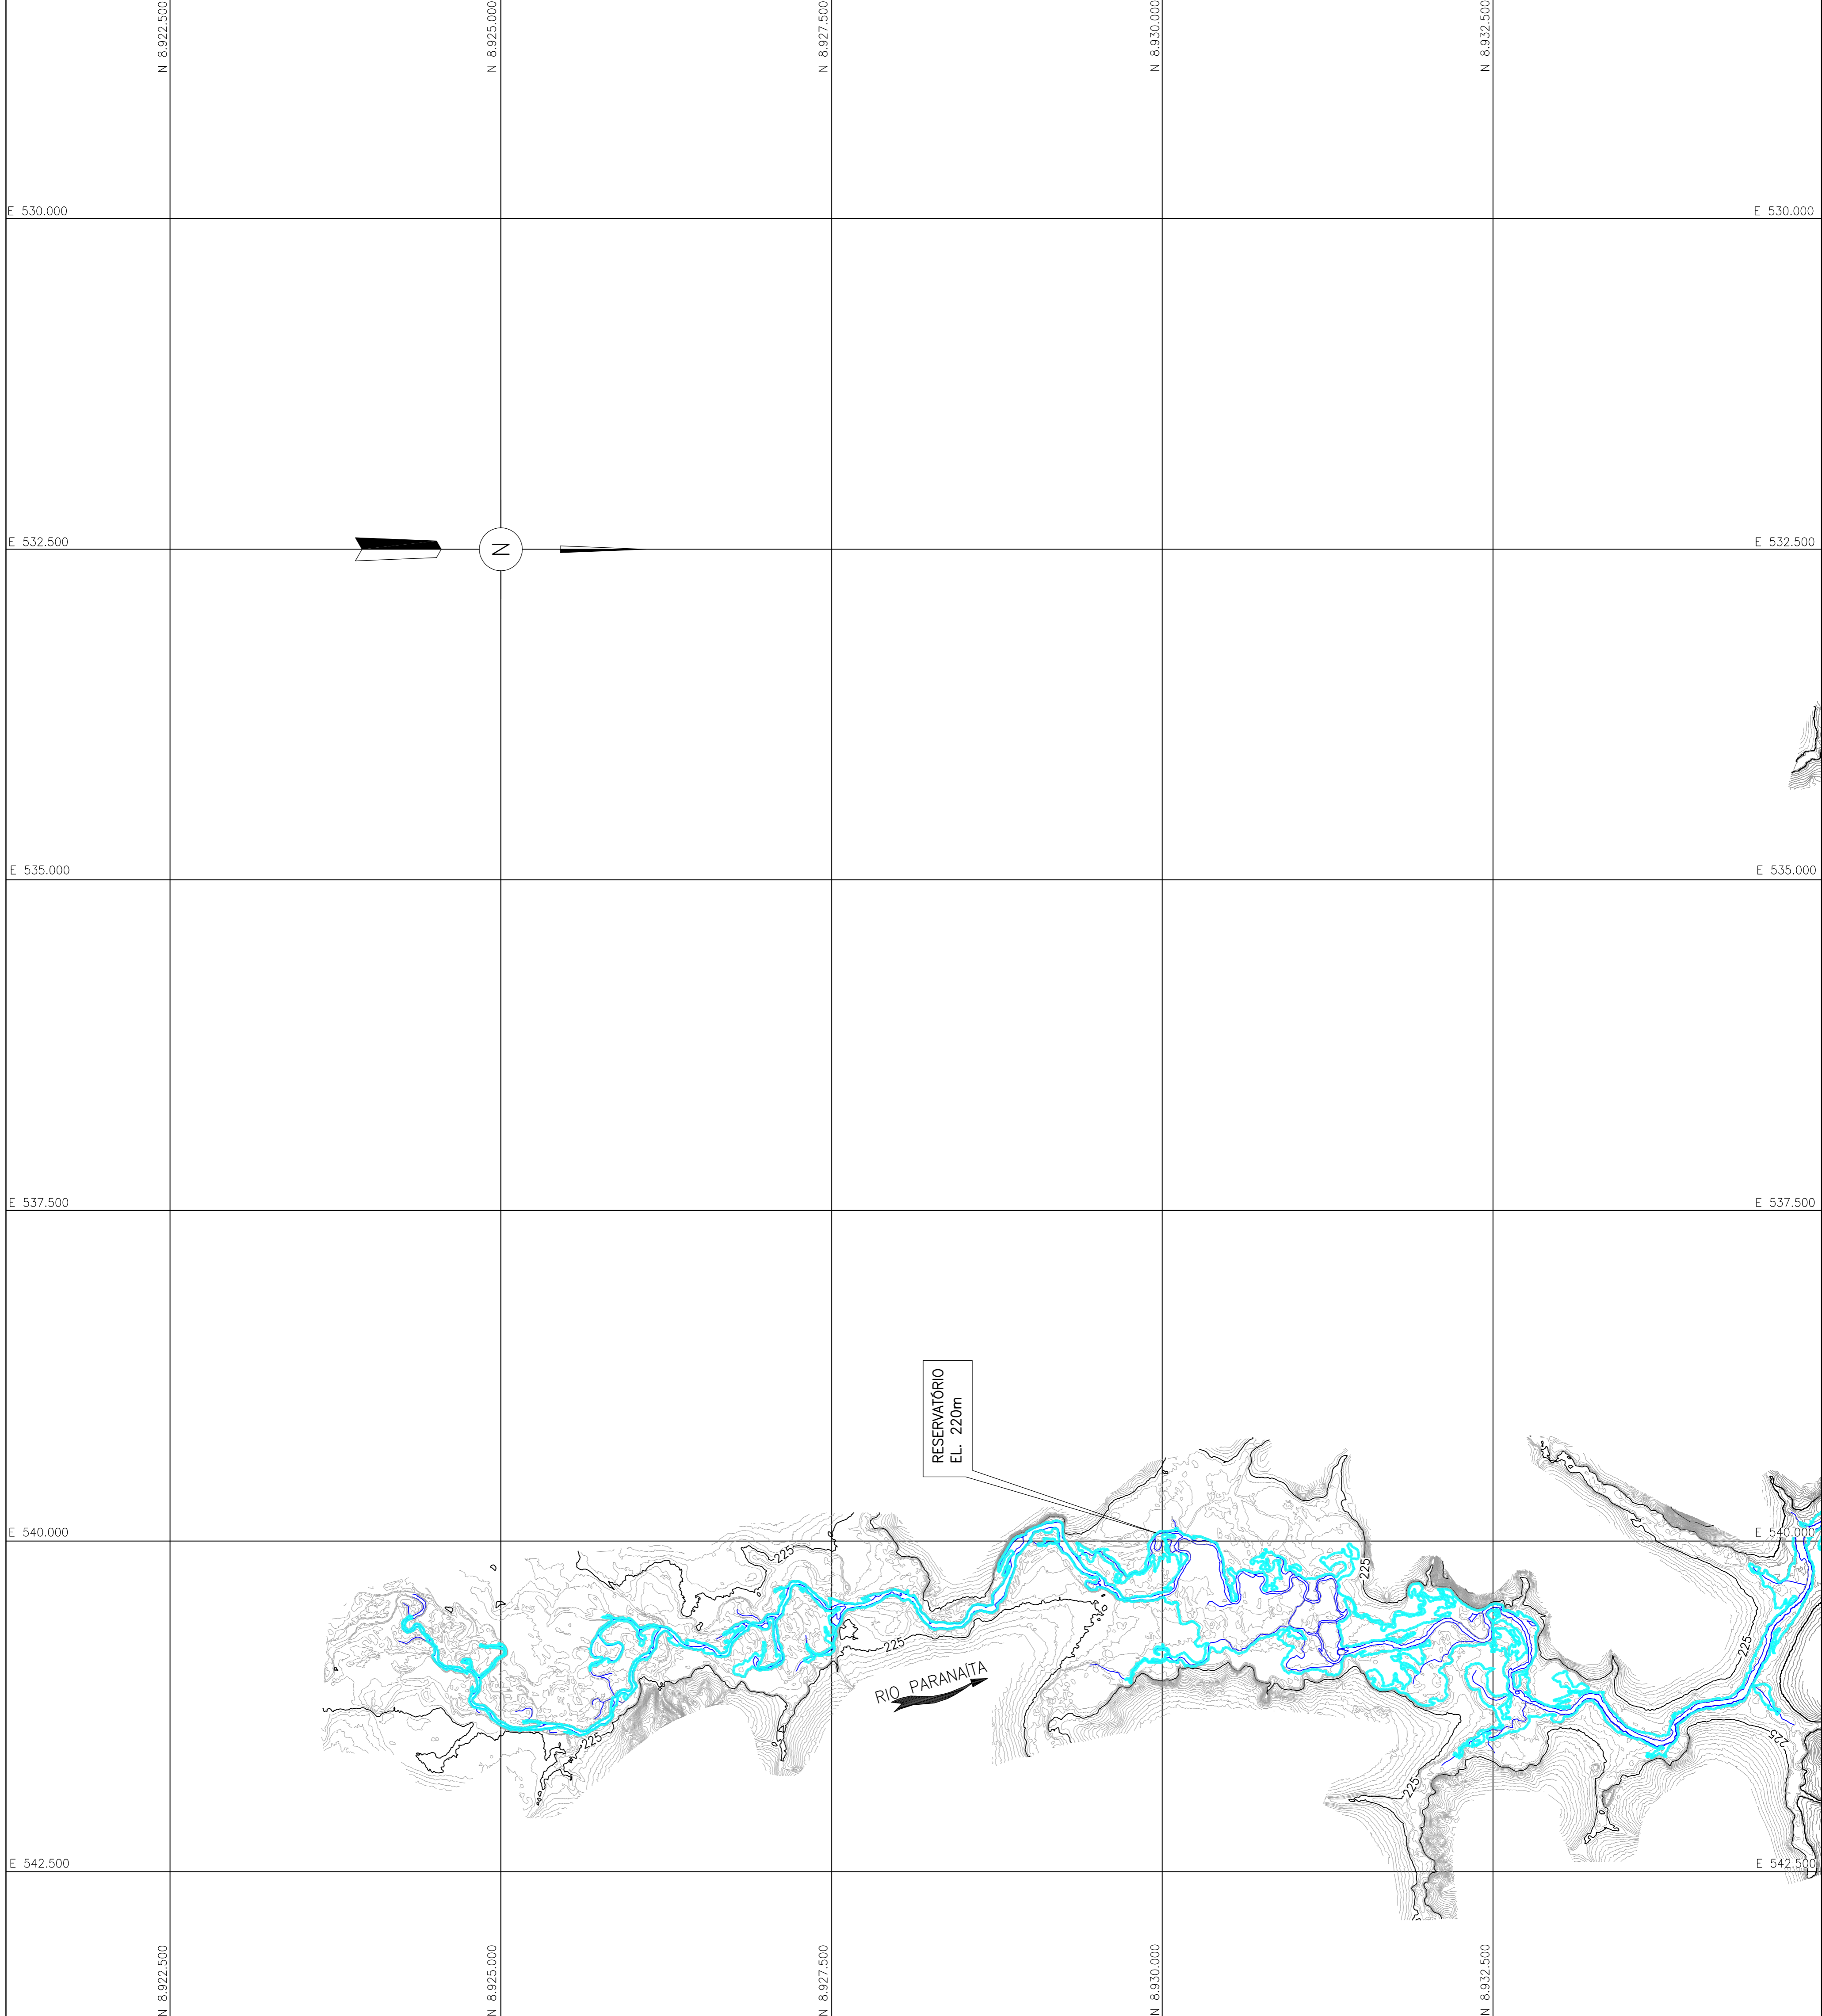 N 8.922.500
N 8.925.000
N 8.927.500
N 8.930.000
N 8.932.500
E 530.000
E 530.000
N
E 532.500
E 532.500
E 535.000
E 535.000
E 537.500
E 537.500
RESERVATÓRIO
EL. 220m
E 540.000
E 540.000
225
225
225
225
225
RIO PARANAÍTA
225
225
225
E 542.500
E 542.500
N 8.922.500
N 8.925.000
N 8.927.500
N 8.930.000
N 8.932.500